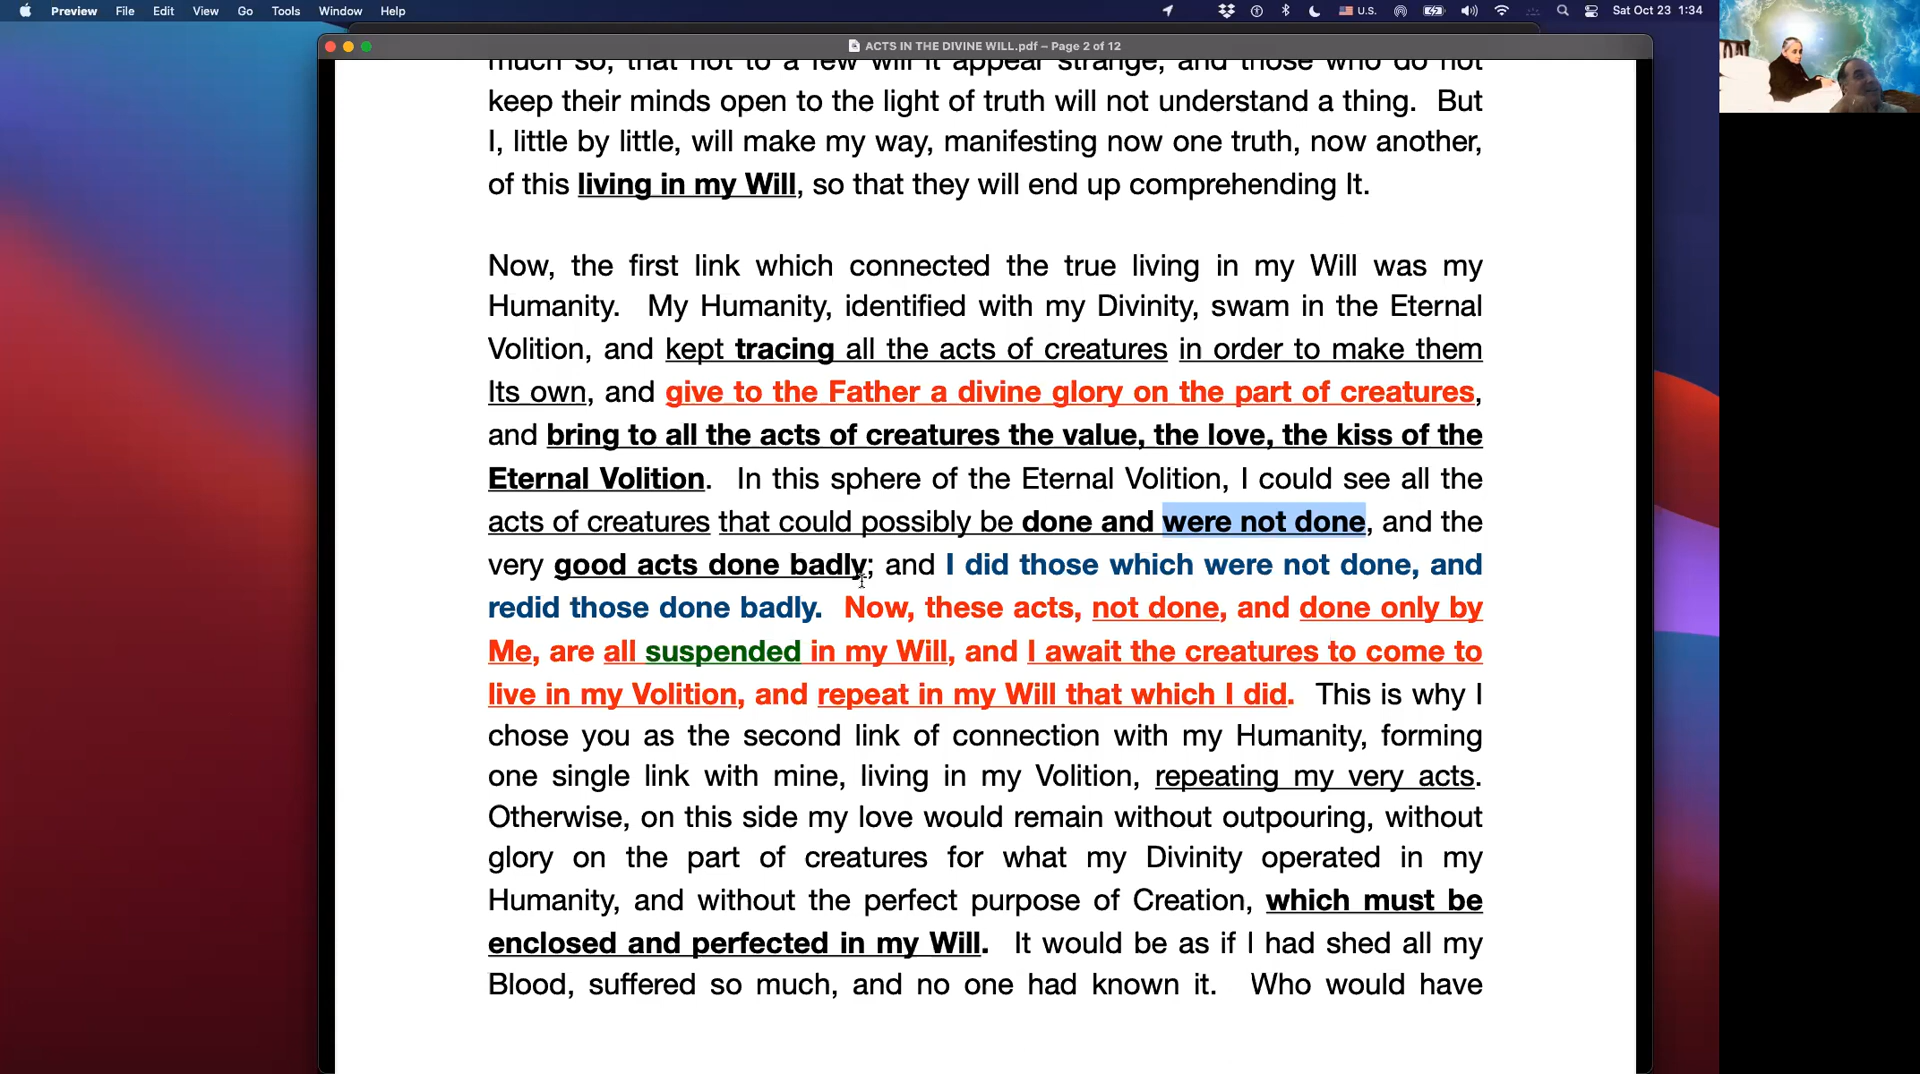 Preview File Edit View Go Tools Window Help U.S. Sat Oct 23 1:34
ACTS IN THE DIVINE WILL.pdf – Page 2 of 12
much so, that not to a few will it appear strange, and those who do not
keep their minds open to the light of truth will not understand a thing. But
I, little by little, will make my way, manifesting now one truth, now another,
of this living in my Will, so that they will end up comprehending It.
Now, the first link which connected the true living in my Will was my
Humanity. My Humanity, identified with my Divinity, swam in the Eternal
Volition, and kept tracing all the acts of creatures in order to make them
Its own, and give to the Father a divine glory on the part of creatures,
and bring to all the acts of creatures the value, the love, the kiss of the
Eternal Volition. In this sphere of the Eternal Volition, I could see all the
acts of creatures that could possibly be done and were not done, and the
very good acts done badly; and I did those which were not done, and
redid those done badly. Now, these acts, not done, and done only by
Me, are all suspended in my Will, and I await the creatures to come to
live in my Volition, and repeat in my Will that which I did. This is why I
chose you as the second link of connection with my Humanity, forming
one single link with mine, living in my Volition, repeating my very acts.
Otherwise, on this side my love would remain without outpouring, without
glory on the part of creatures for what my Divinity operated in my
Humanity, and without the perfect purpose of Creation, which must be
enclosed and perfected in my Will. It would be as if I had shed all my
Blood, suffered so much, and no one had known it. Who would have